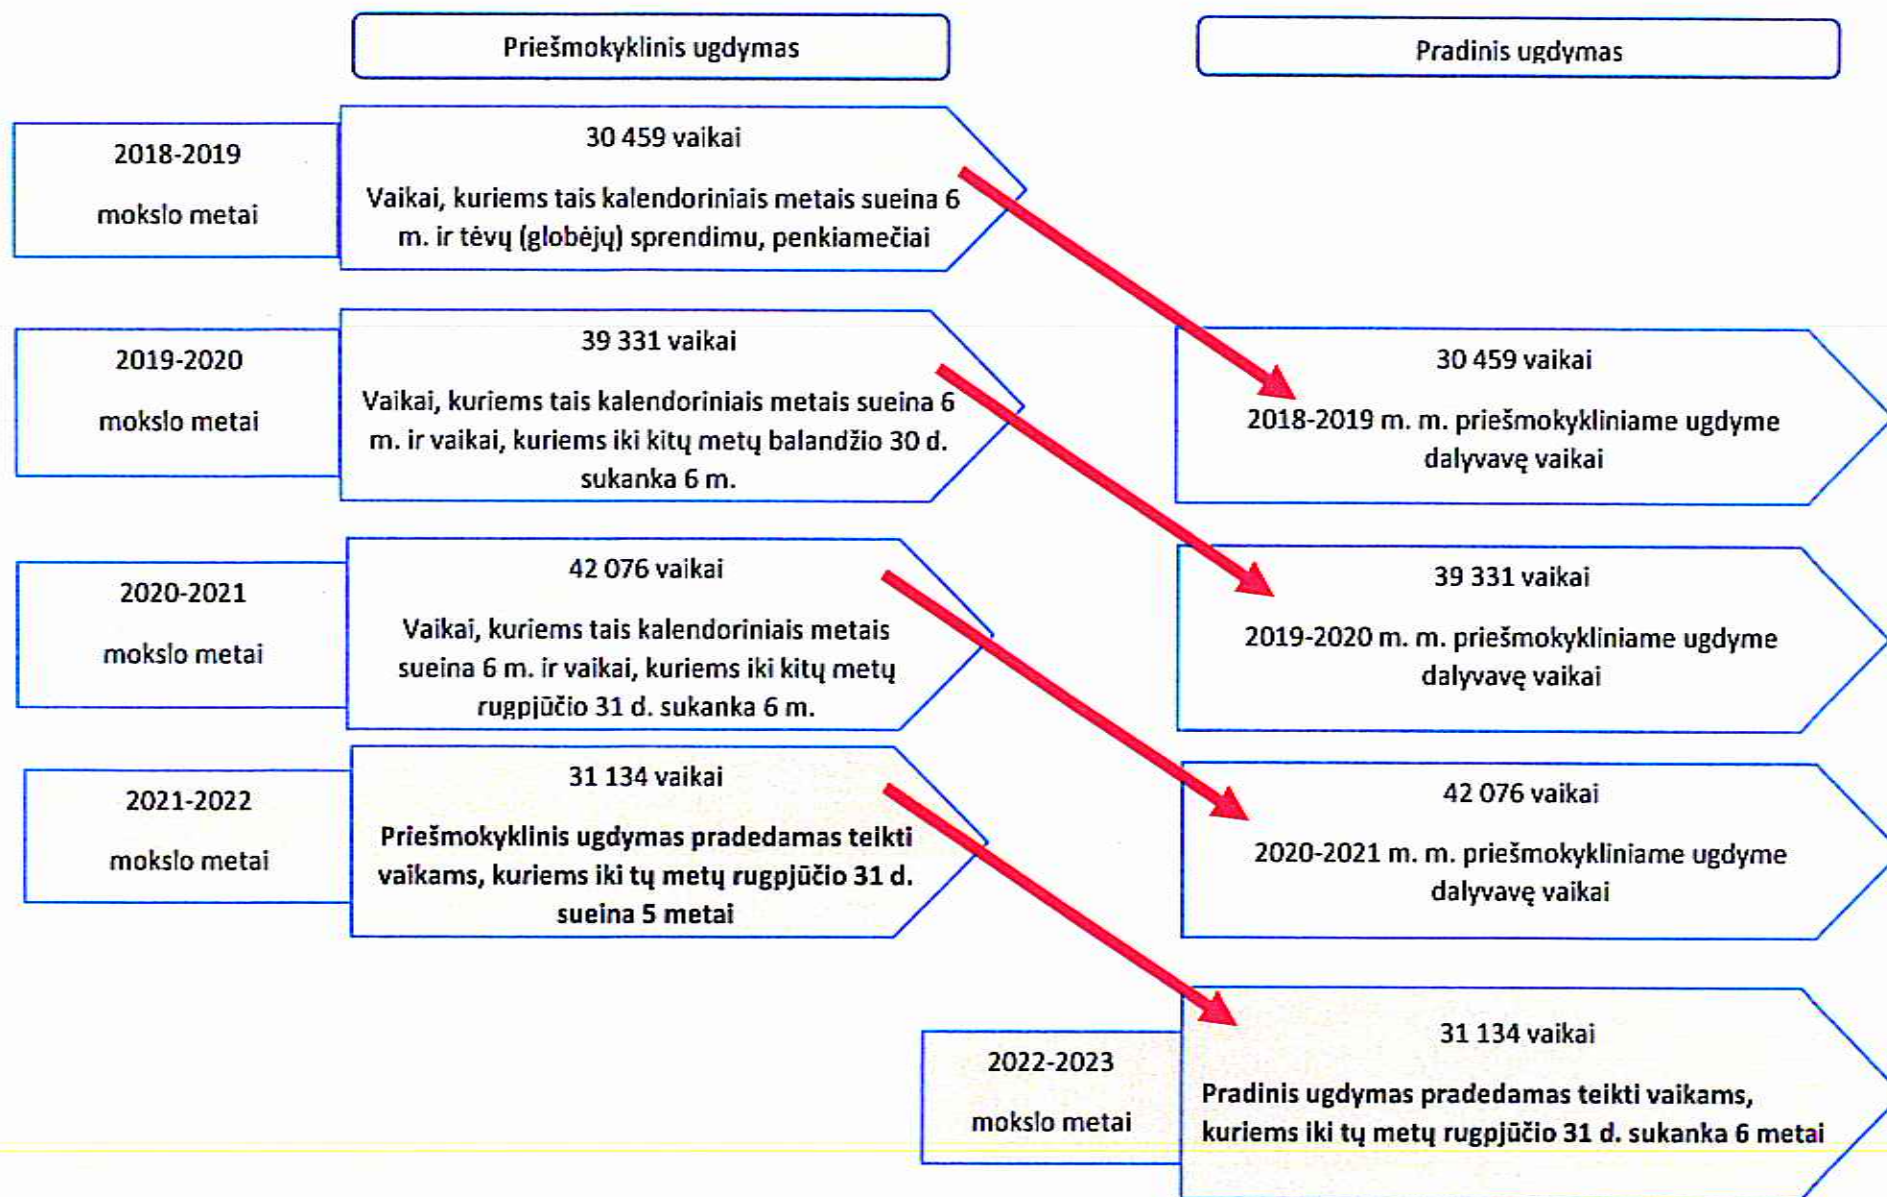 Priešmokyklinis ugdymas
Pradinis ugdymas
2018-2019
mokslo metai
30 459 vaikai
Vaikai, kuriems tais kalendoriniais metais sueina 6
m. ir tėvų (globėjų) sprendimu, penkiamečiai
2019-2020
mokslo metai
39 331 vaikai
Vaikai, kuriems tais kalendoriniais metais sueina 6
m. ir vaikai, kuriems iki kitų metų balandžio 30 d.
sukanka 6 m.
30 459 vaikai
2018-2019 m. m. priešmokykliniame ugdyme
dalyvavę vaikai
2020-2021
mokslo metai
42 076 vaikai
Vaikai, kuriems tais kalendoriniais metais
sueina 6 m. ir vaikai, kuriems iki kitų metų
rugpjūčio 31 d. sukanka 6 m.
39 331 vaikai
2019-2020 m. m. priešmokykliniame ugdyme
dalyvavę vaikai
2021-2022
mokslo metai
31 134 vaikai
Priešmokyklinis ugdymas pradedamas teikti
vaikams, kuriems iki tų metų rugpjūčio 31 d.
sueina 5 metai
42 076 vaikai
2020-2021 m. m. priešmokykliniame ugdyme
dalyvavę vaikai
2022-2023
mokslo metai
31 134 vaikai
Pradinis ugdymas pradedamas teikti vaikams,
kuriems iki tų metų rugpjūčio 31 d. sukanka 6 metai